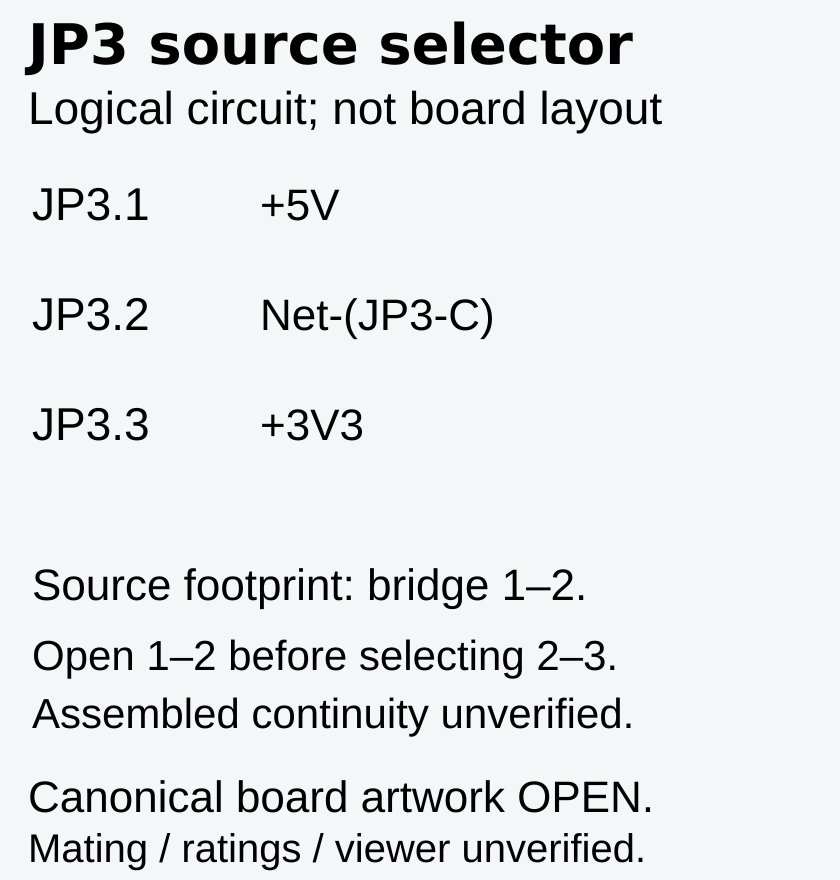 JP3 source selector
Logical circuit; not board layout
JP3.1 +5V
JP3.2 Net-(JP3-C)
JP3.3 +3V3
Source footprint: bridge 1–2.
Open 1–2 before selecting 2–3.
Assembled continuity unverified.
Canonical board artwork OPEN.
Mating / ratings / viewer unverified.